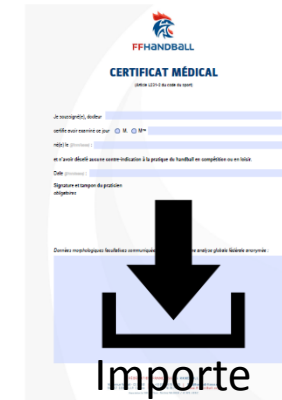 FFHANDBALL
CERTIFICAT MÉDICAL
(Article L231-2 du code du sport)
Je soussigné(e), docteur
certifie avoir examiné ce jour M. Mme
né(e) le
et n'avoir décelé aucune contre-indication à la pratique du handball en compétition ou en loisir.
Date
Signature et tampon du praticien
obligatoires
Données morphologiques facultatives communiquées analyse globale fédérale anonymée :
Importe